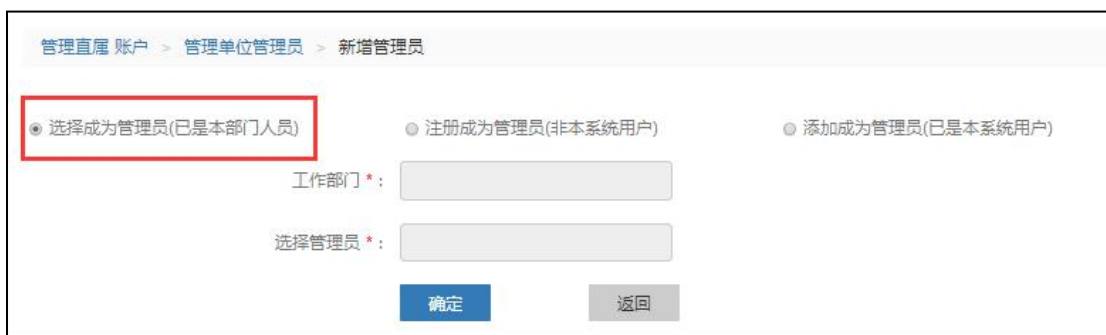 管理直属 账户 > 管理单位管理员 > 新增管理员
选择成为管理员(已是本部门人员) 注册成为管理员(非本系统用户) 添加成为管理员(已是本系统用户)
工作部门 * :
选择管理员 * :
确定 返回